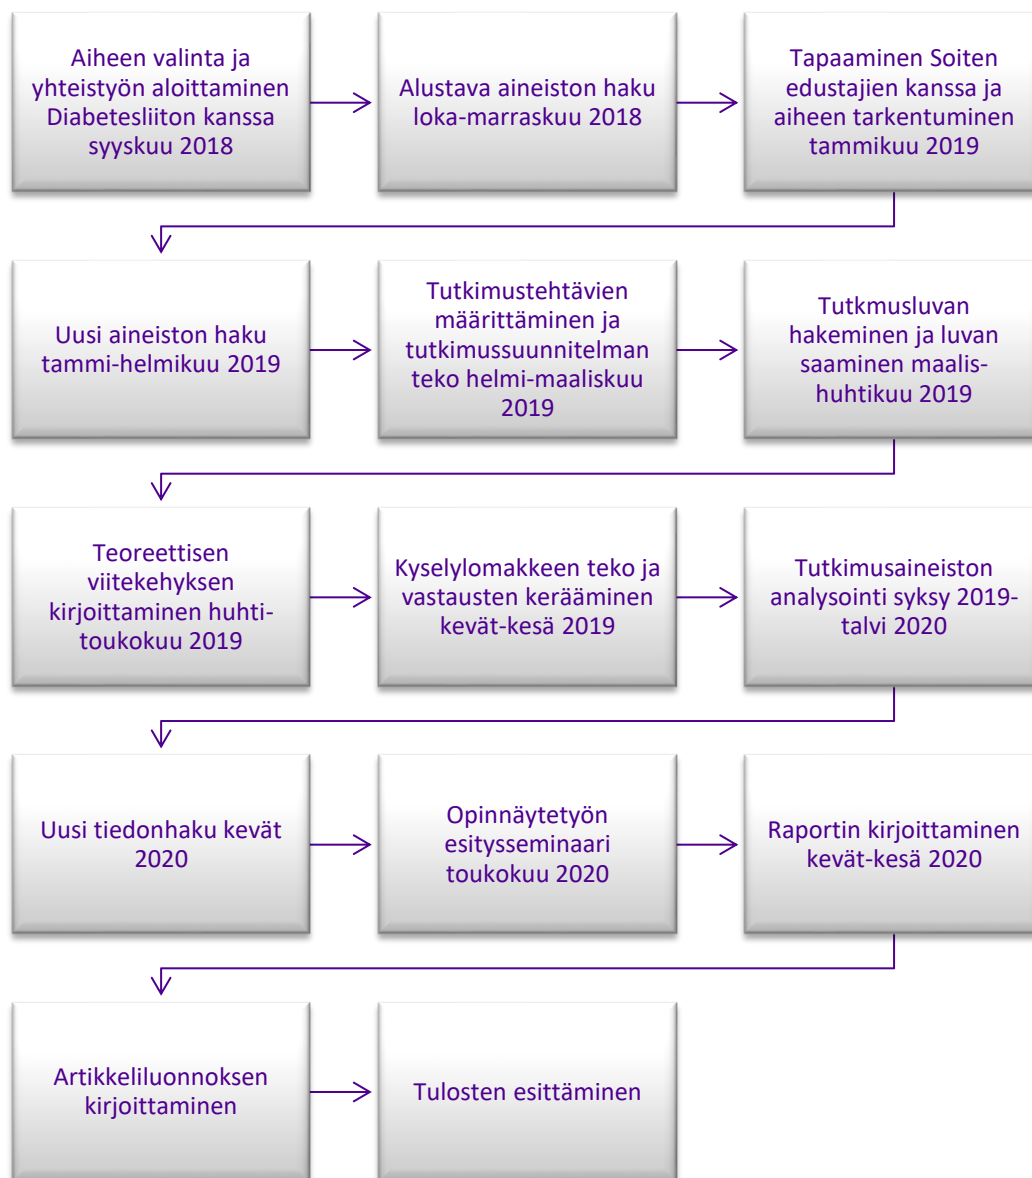 Aiheen valinta ja
yhteistyön aloittaminen
Diabetesliiton kanssa
syyskuu 2018
Alustava aineiston haku
loka-marraskuu 2018
Tapaaminen Soiten
edustajien kanssa ja
aiheen tarkentuminen
tammikuu 2019
Uusi aineiston haku
tammi-helmikuu 2019
Tutkimustehtävien
määrittäminen ja
tutkimussuunnitelman
teko helmi-maaliskuu
2019
Tutkmusluvan
hakeminen ja luvan
saaminen maalis-
huhtikuu 2019
Teoreettisen
viitekehyksen
kirjoittaminen huhti-
toukokuu 2019
Kyselylomakkeen teko ja
vastausten kerääminen
kevät-kesä 2019
Tutkimusaineiston
analysointi syksy 2019-
talvi 2020
Uusi tiedonhaku kevät
2020
Opinnäytetyön
esitysseminaari
toukokuu 2020
Raportin kirjoittaminen
kevät-kesä 2020
Artikkeliluonnoksen
kirjoittaminen
Tulosten esittäminen